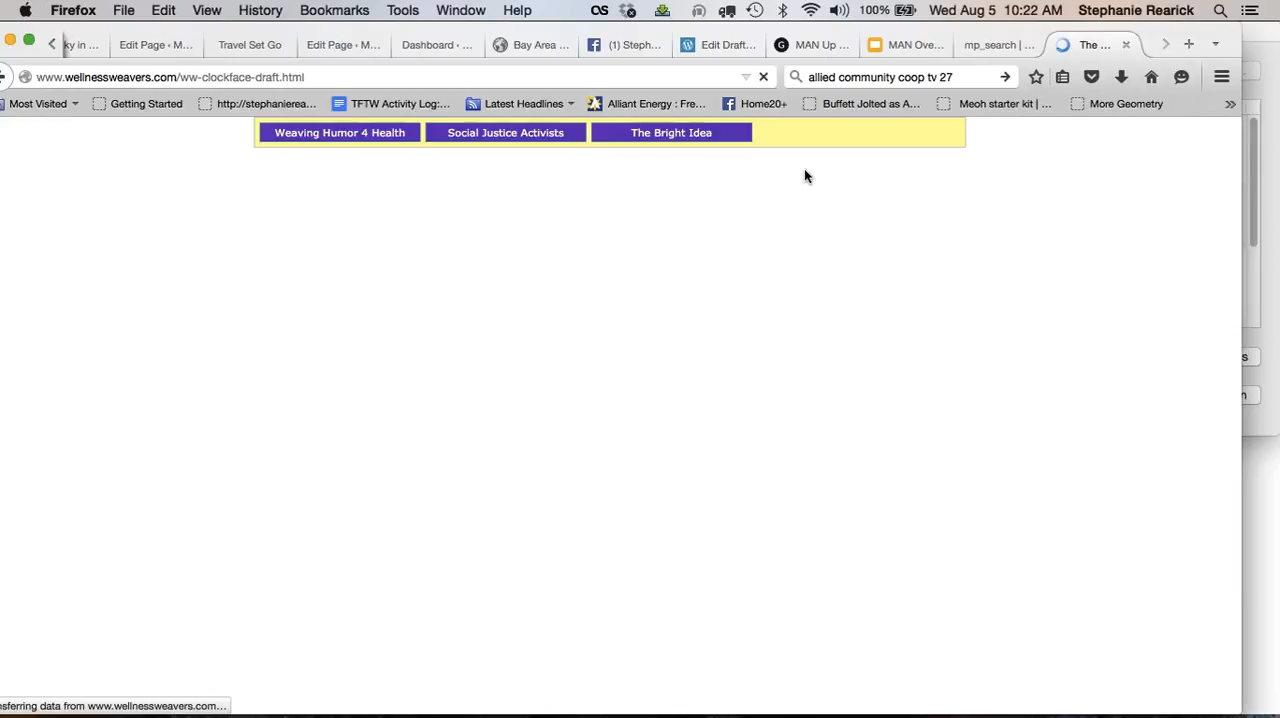 Firefox File Edit View History Bookmarks Tools Window Help 100% Wed Aug 5 10:22 AM Stephanie Rearick
ky in ... Edit Page ‹ M... Travel Set Go Edit Page ‹ M... Dashboard ‹ ... Bay Area ... (1) Steph... Edit Draft... MAN Up ... MAN Ove... mp_search | ... The ...
www.wellnessweavers.com/ww-clockface-draft.html allied community coop tv 27
Most Visited Getting Started http://stephanierea... TFTW Activity Log:... Latest Headlines Alliant Energy : Fre... Home20+ Buffett Jolted as A... Meoh starter kit | ... More Geometry
Weaving Humor 4 Health Social Justice Activists The Bright Idea
s
n
nsferring data from www.wellnessweavers.com...